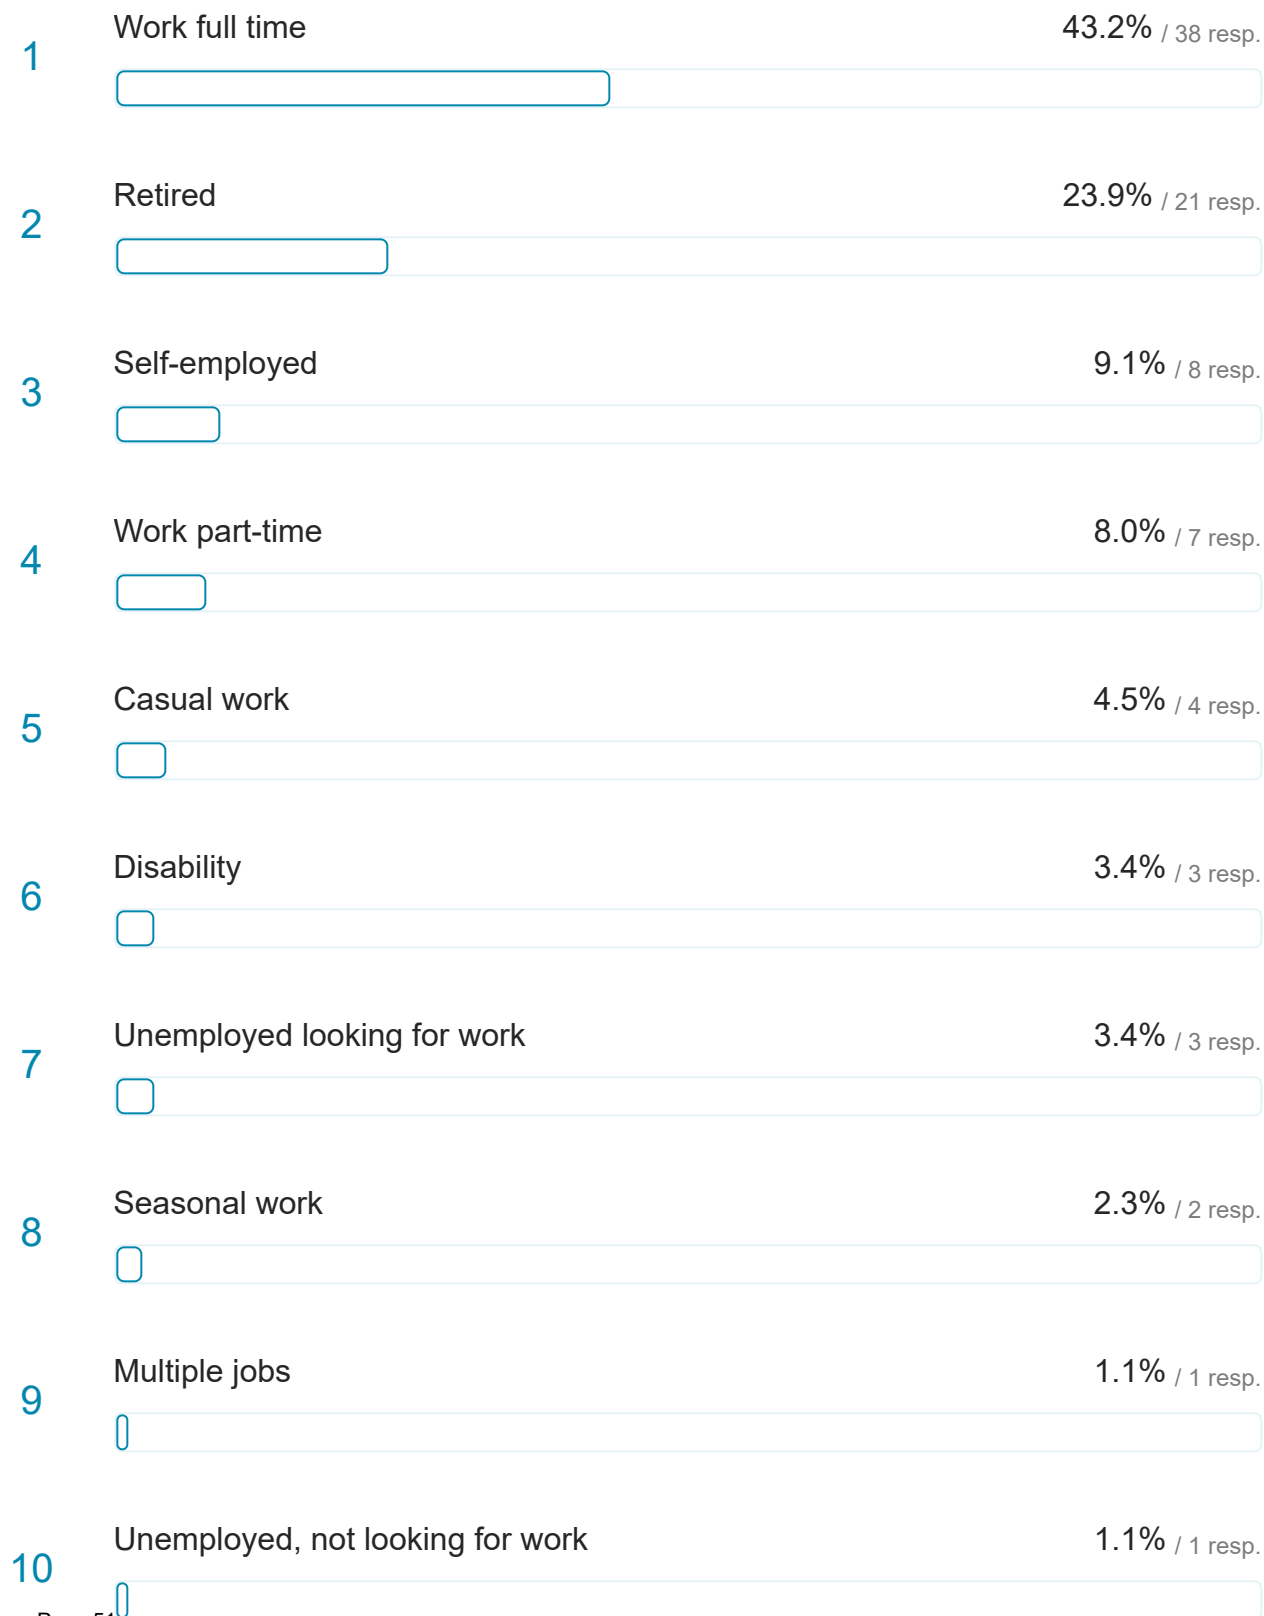 1 Work full time 43.2% / 38 resp.
2 Retired 23.9% / 21 resp.
3 Self-employed 9.1% / 8 resp.
4 Work part-time 8.0% / 7 resp.
5 Casual work 4.5% / 4 resp.
6 Disability 3.4% / 3 resp.
7 Unemployed looking for work 3.4% / 3 resp.
8 Seasonal work 2.3% / 2 resp.
9 Multiple jobs 1.1% / 1 resp.
10 Unemployed, not looking for work 1.1% / 1 resp.